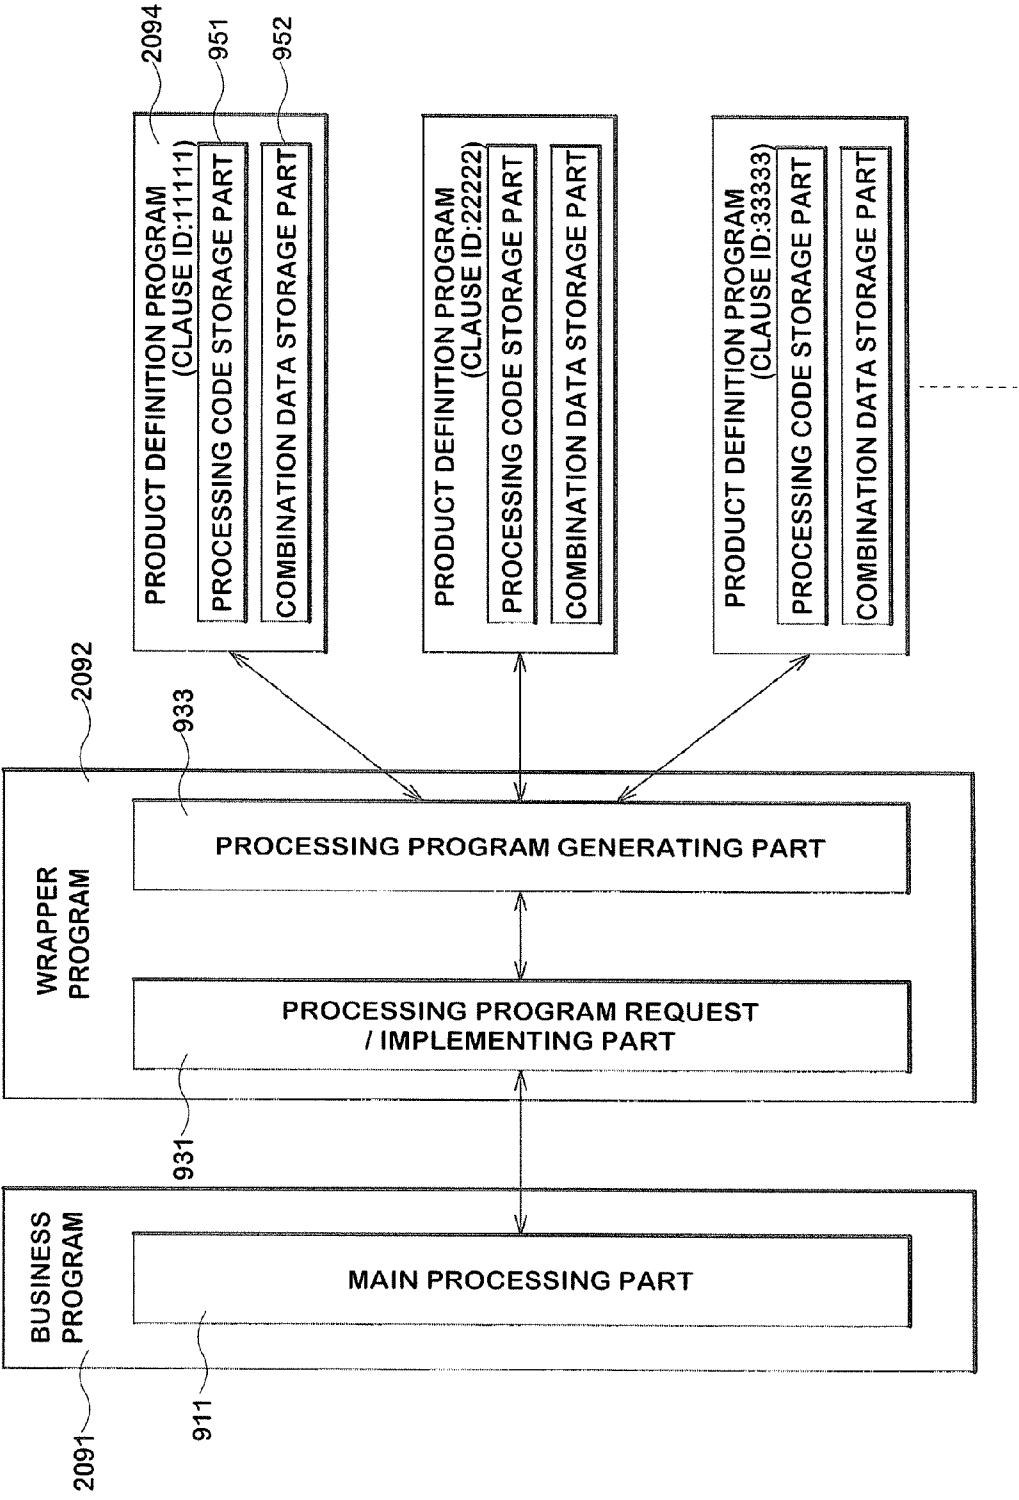 2091
BUSINESS
PROGRAM
911
MAIN PROCESSING PART
2092
WRAPPER
PROGRAM
931
PROCESSING PROGRAM REQUEST
/ IMPLEMENTING PART
933
PROCESSING PROGRAM GENERATING PART
2094
PRODUCT DEFINITION PROGRAM
(CLAUSE ID:11111)
951
PROCESSING CODE STORAGE PART
952
COMBINATION DATA STORAGE PART
PRODUCT DEFINITION PROGRAM
(CLAUSE ID:22222)
PROCESSING CODE STORAGE PART
COMBINATION DATA STORAGE PART
PRODUCT DEFINITION PROGRAM
(CLAUSE ID:33333)
PROCESSING CODE STORAGE PART
COMBINATION DATA STORAGE PART